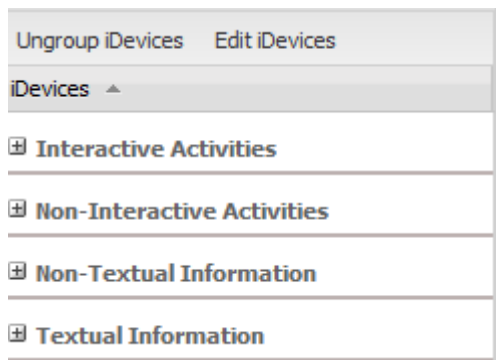 Ungroup iDevices Edit iDevices
iDevices
Interactive Activities
Non-Interactive Activities
Non-Textual Information
Textual Information